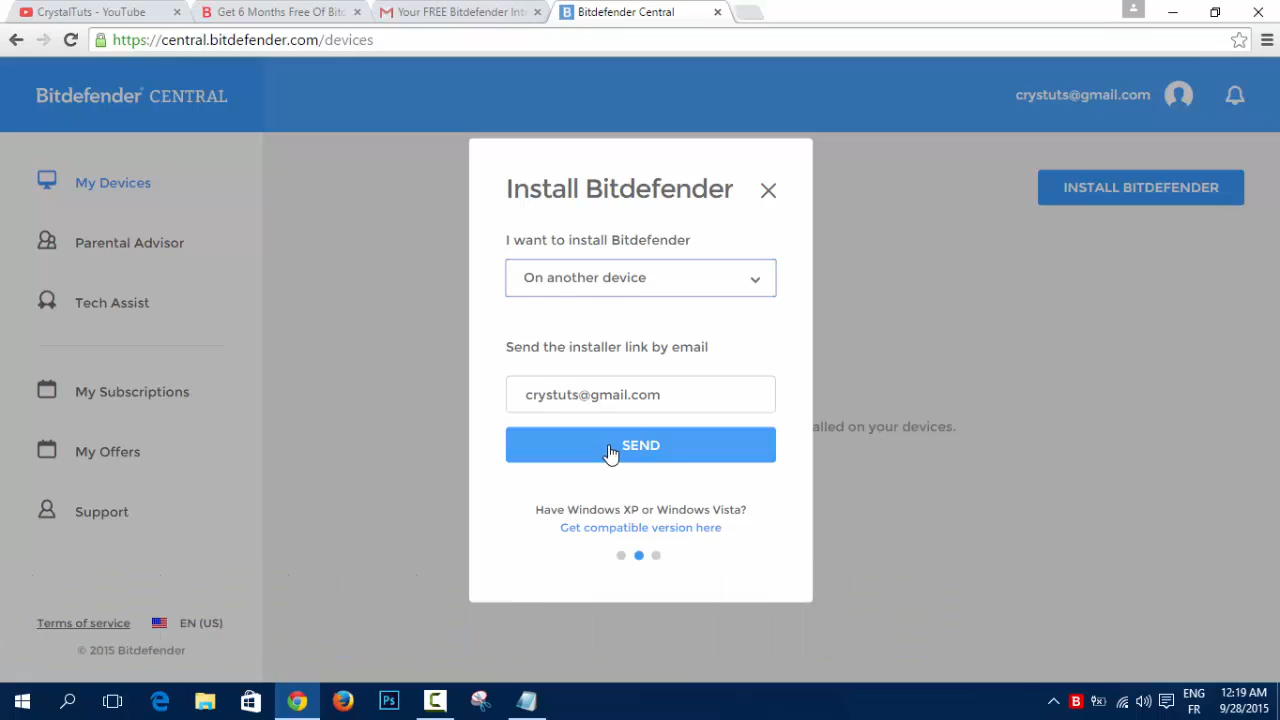 CrystalTuts - YouTube
Get 6 Months Free Of Bitd
Your FREE Bitdefender Int
Bitdefender Central
https://central.bitdefender.com/devices
Bitdefender CENTRAL
crystuts@gmail.com
My Devices
Parental Advisor
Tech Assist
My Subscriptions
My Offers
Support
Terms of service
EN (US)
© 2015 Bitdefender
INSTALL BITDEFENDER
Install Bitdefender
I want to install Bitdefender
On another device
Send the installer link by email
crystuts@gmail.com
SEND
Have Windows XP or Windows Vista?
Get compatible version here
alled on your devices.
Ps
ENG
FR
12:19 AM
9/28/2015